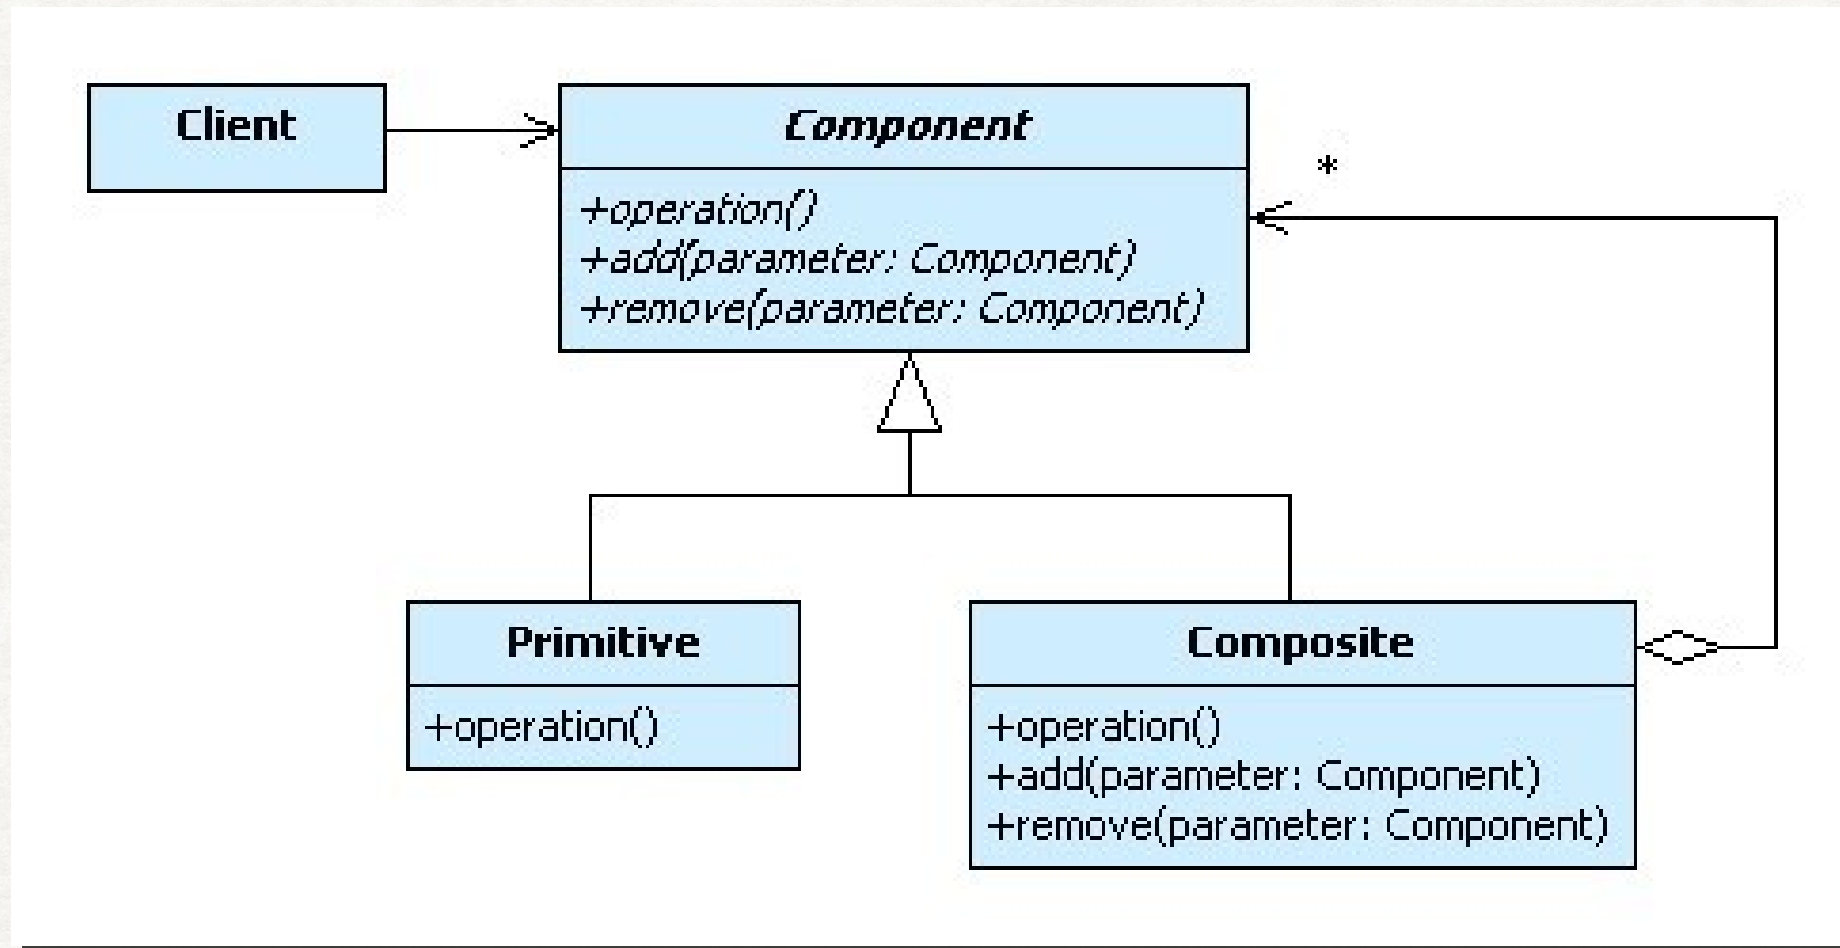 Client
Component
*
+operation()
+add(parameter: Component)
+remove(parameter: Component)
Primitive
+operation()
Composite
+operation()
+add(parameter: Component)
+remove(parameter: Component)